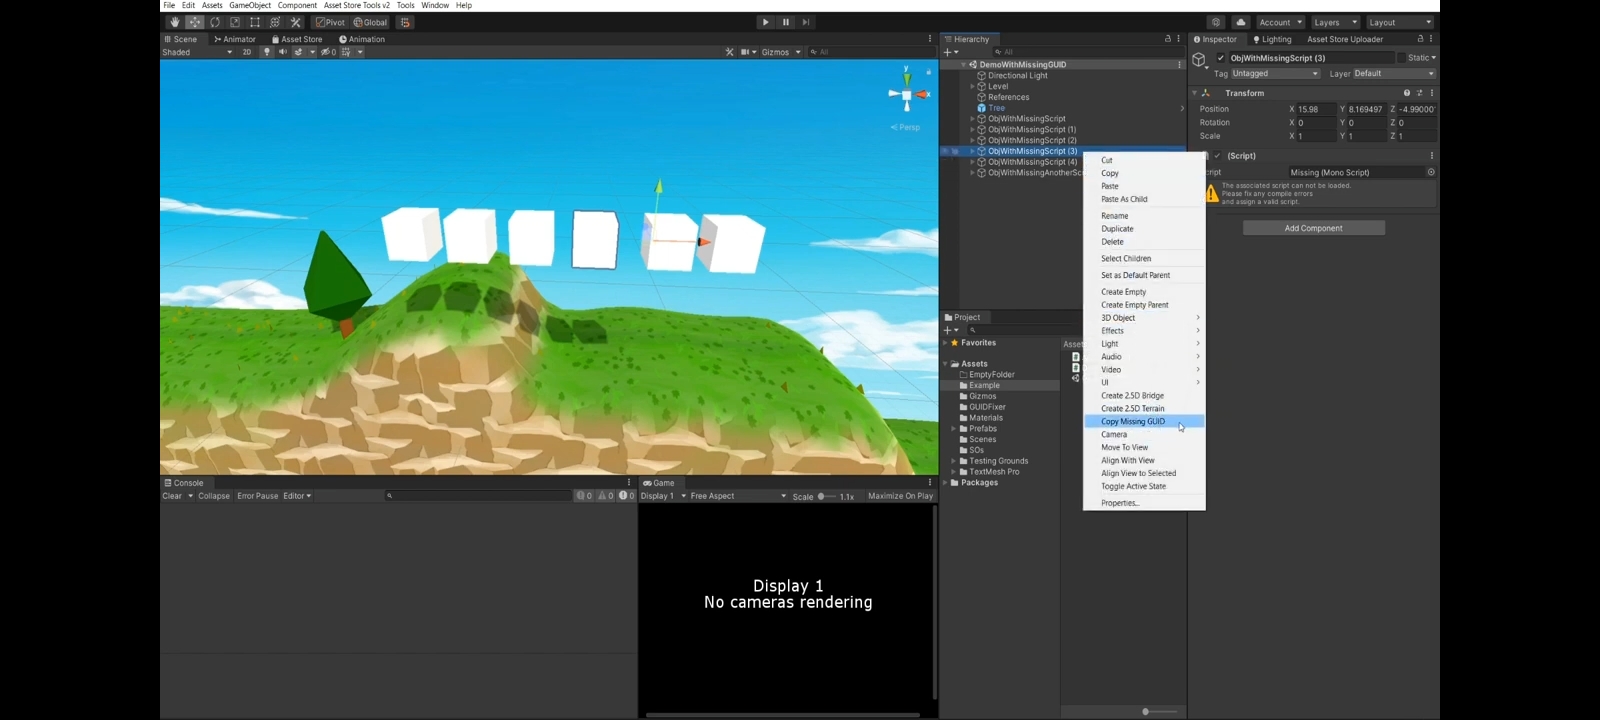 File Edit Assets GameObject Component Asset Store Tools v2 Tools Window Help
Pivot Global
Account Layers Layout
Scene Animator Asset Store Animation
Shaded 2D 0 Gizmos All
y
x
Persp
Hierarchy
All
DemoWithMissingGUID
Directional Light
Level
References
Tree
ObjWithMissingScript
ObjWithMissingScript (1)
ObjWithMissingScript (2)
ObjWithMissingScript (3)
ObjWithMissingScript (4)
ObjWithMissingAnotherScr
Cut
Copy
Paste
Paste As Child
Rename
Duplicate
Delete
Select Children
Set as Default Parent
Create Empty
Create Empty Parent
3D Object
Effects
Light
Audio
Video
UI
Create 2.5D Bridge
Create 2.5D Terrain
Copy Missing GUID
Camera
Move To View
Align With View
Align View to Selected
Toggle Active State
Properties...
Inspector Lighting Asset Store Uploader
ObjWithMissingScript (3) Static
Tag Untagged Layer Default
Transform
Position X 15.98 Y 8.169497 Z -4.99000
Rotation X 0 Y 0 Z 0
Scale X 1 Y 1 Z 1
(Script)
cript Missing (Mono Script)
The associated script can not be loaded.
Please fix any compile errors
and assign a valid script.
Add Component
Project
Favorites
Assets
EmptyFolder
Example
Gizmos
GUIDFixer
Materials
Prefabs
Scenes
SOs
Testing Grounds
TextMesh Pro
Packages
Asset
Console
Clear Collapse Error Pause Editor 0 0 0
Game
Display 1 Free Aspect Scale 1.1x Maximize On Play
Display 1
No cameras rendering